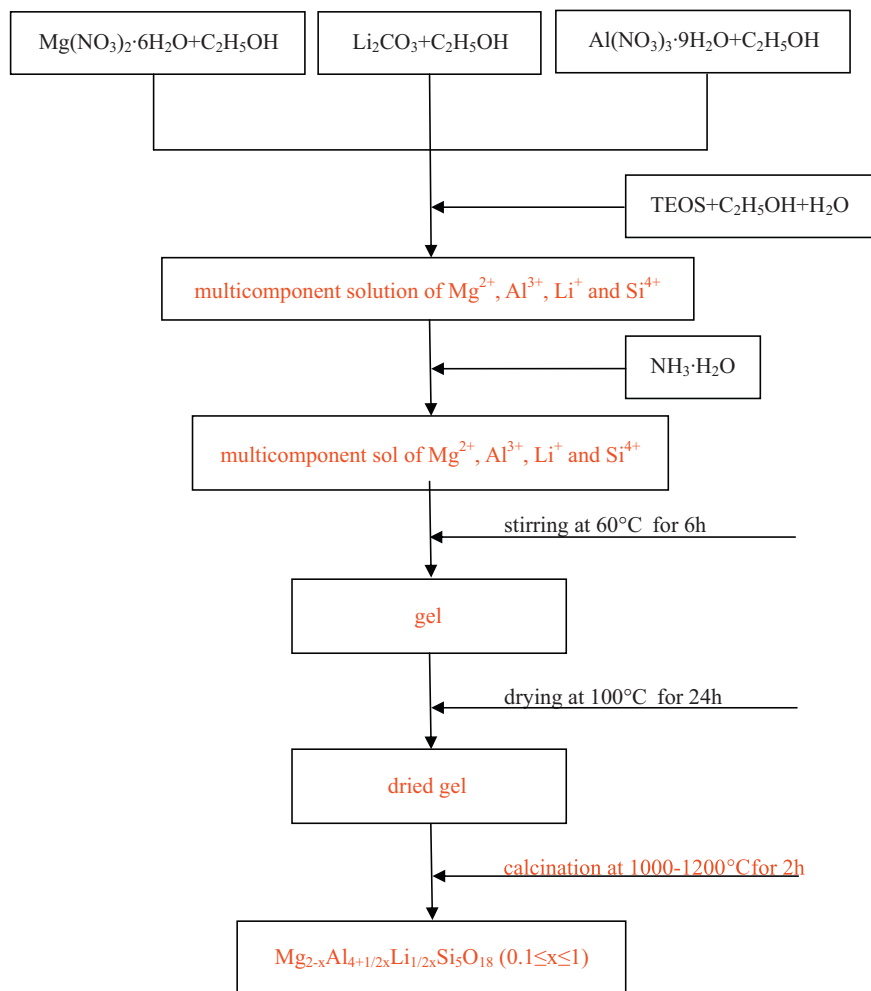 Mg(NO₃)₂·6H₂O+C₂H₅OH
Li₂CO₃+C₂H₅OH
Al(NO₃)₃·9H₂O+C₂H₅OH
TEOS+C₂H₅OH+H₂O
multicomponent solution of Mg²⁺, Al³⁺, Li⁺ and Si⁴⁺
NH₃·H₂O
multicomponent sol of Mg²⁺, Al³⁺, Li⁺ and Si⁴⁺
stirring at 60°C for 6h
gel
drying at 100°C for 24h
dried gel
calcination at 1000-1200°Cfor 2h
Mg₂₋ₓAl₄₊₁/₂ₓLi₁/₂ₓSi₅O₁₈ (0.1≤x≤1)